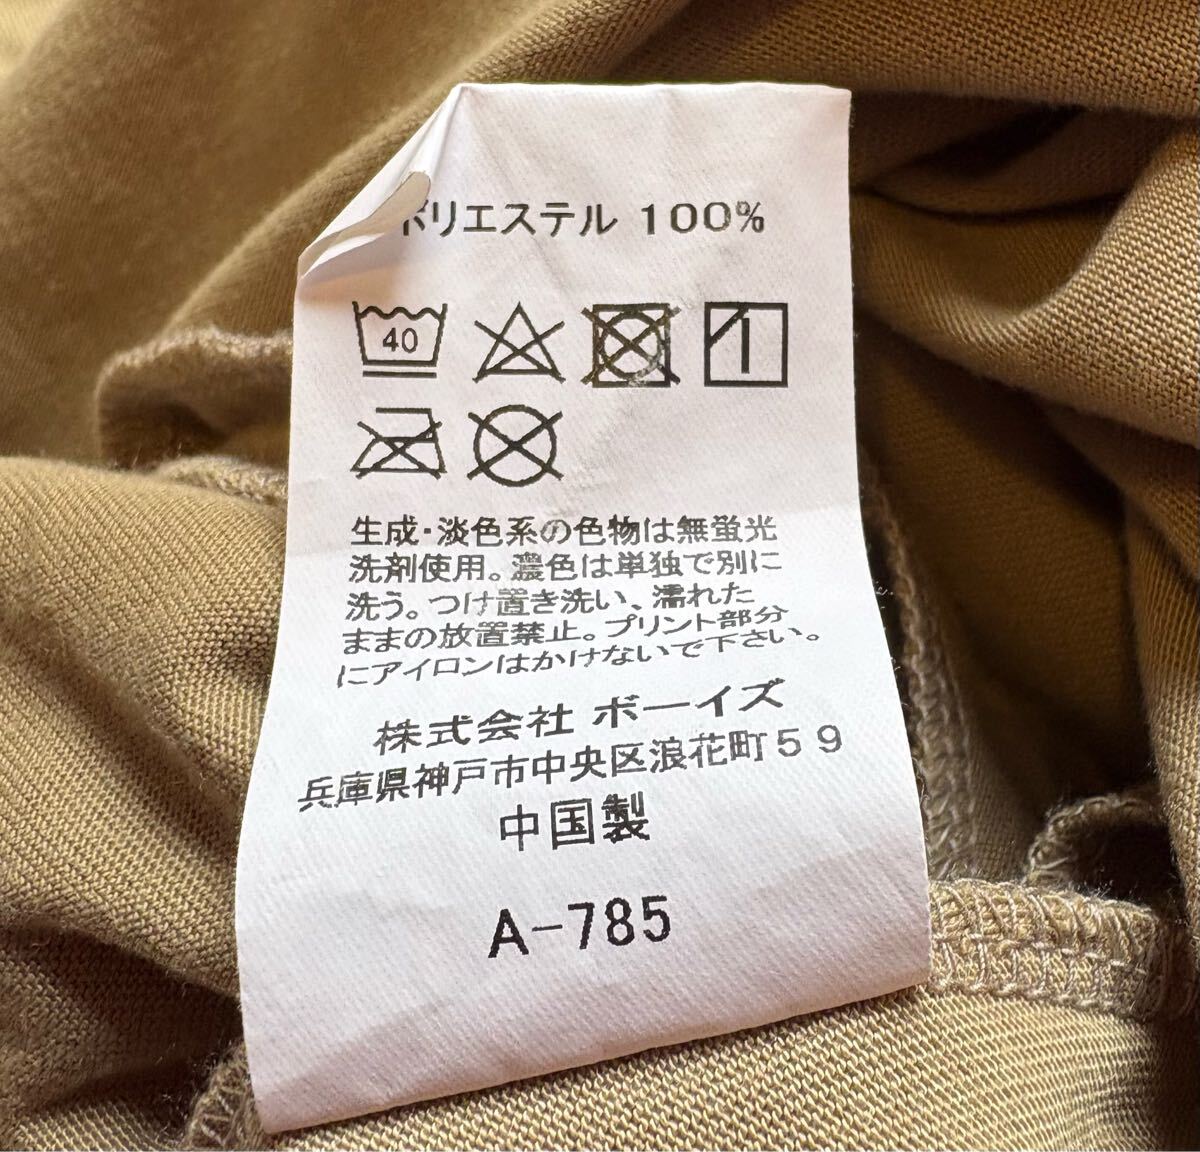 ポリエステル 100%
40
生成・淡色系の色物は無蛍光
洗剤使用。濃色は単独で別に
洗う。つけ置き洗い、濡れた
ままの放置禁止。プリント部分
にアイロンはかけないで下さい。
株式会社 ボーイズ
兵庫県神戸市中央区浪花町５９
中国製
A-785